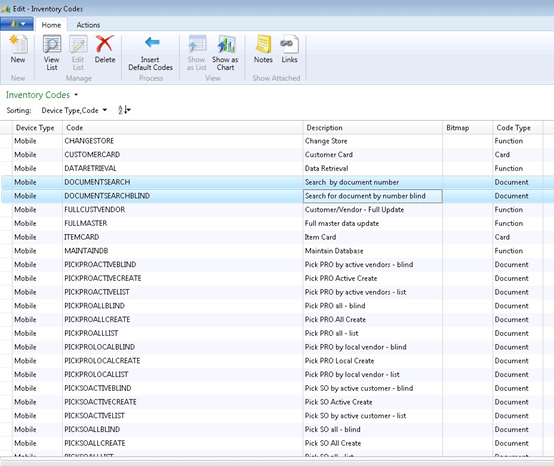 Edit - Inventory Codes
Home Actions
New View List Edit List Delete Insert Default Codes Show as List Show as Chart Notes Links
New Manage Process View Show Attached
Inventory Codes
Sorting: Device Type,Code
Device Type Code Description Bitmap Code Type
Mobile CHANGESTORE Change Store Function
Mobile CUSTOMERCARD Customer Card Card
Mobile DATARETRIEVAL Data Retrieval Function
Mobile DOCUMENTSEARCH Search by document number Document
Mobile DOCUMENTSEARCHBLIND Search for document by number blind Document
Mobile FULLCUSTVENDOR Customer/Vendor - Full Update Function
Mobile FULLMASTER Full master data update Function
Mobile ITEMCARD Item Card Card
Mobile MAINTAINDB Maintain Database Function
Mobile PICKPROACTIVEBLIND Pick PRO by active vendors - blind Document
Mobile PICKPROACTIVECREATE Pick PRO Active Create Document
Mobile PICKPROACTIVELIST Pick PRO by active vendors - list Document
Mobile PICKPROALLBLIND Pick PRO all - blind Document
Mobile PICKPROALLCREATE Pick PRO All Create Document
Mobile PICKPROALLLIST Pick PRO all - list Document
Mobile PICKPROLOCALBLIND Pick PRO by local vendor - blind Document
Mobile PICKPROLOCALCREATE Pick PRO Local Create Document
Mobile PICKPROLOCALLIST Pick PRO by local vendor - list Document
Mobile PICKSOACTIVEBLIND Pick SO by active customer - blind Document
Mobile PICKSOACTIVECREATE Pick SO Active Create Document
Mobile PICKSOACTIVELIST Pick SO by active customer - list Document
Mobile PICKSOALLBLIND Pick SO all - blind Document
Mobile PICKSOALLCREATE Pick SO All Create Document
Mobile PICKSOALLLIST Pick SO all - list Document